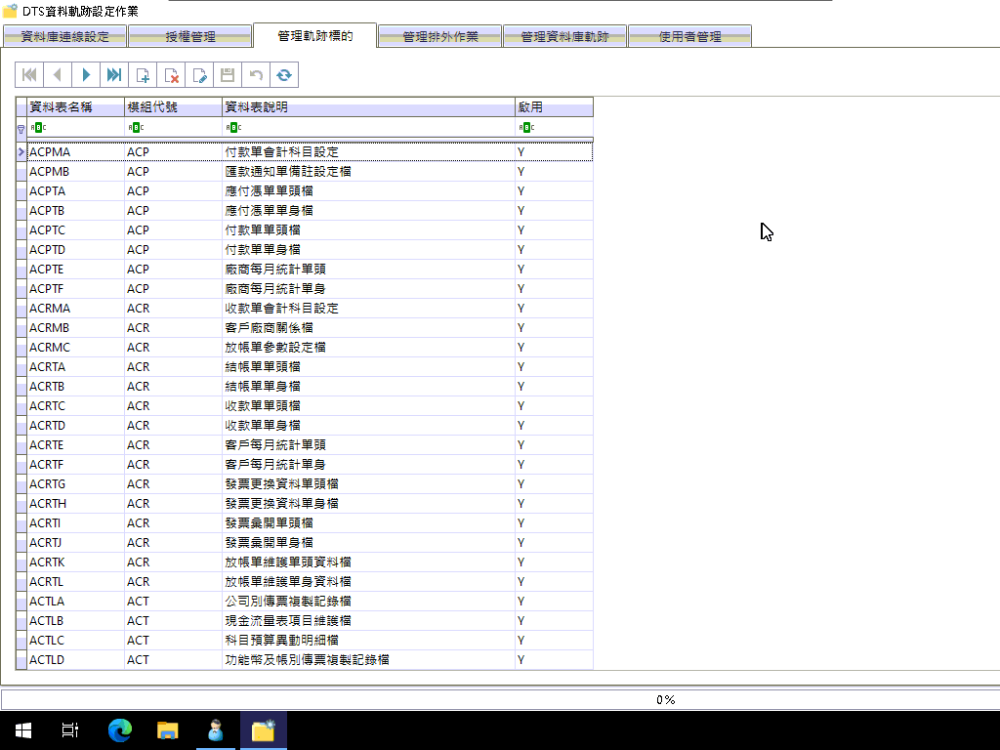 DTS資料軌跡設定作業
資料庫連線設定 授權管理 管理軌跡標的 管理排外作業 管理資料庫軌跡 使用者管理
資料表名稱 模組代號 資料表說明 啟用
ABC ABC ABC ABC
ACPMA ACP 付款單會計科目設定 Y
ACPMB ACP 匯款通知單備註設定檔 Y
ACPTA ACP 應付憑單單頭檔 Y
ACPTB ACP 應付憑單單身檔 Y
ACPTC ACP 付款單單頭檔 Y
ACPTD ACP 付款單單身檔 Y
ACPTE ACP 廠商每月統計單頭 Y
ACPTF ACP 廠商每月統計單身 Y
ACRMA ACR 收款單會計科目設定 Y
ACRMB ACR 客戶廠商關係檔 Y
ACRMC ACR 放帳單參數設定檔 Y
ACRTA ACR 結帳單單頭檔 Y
ACRTB ACR 結帳單單身檔 Y
ACRTC ACR 收款單單頭檔 Y
ACRTD ACR 收款單單身檔 Y
ACRTE ACR 客戶每月統計單頭 Y
ACRTF ACR 客戶每月統計單身 Y
ACRTG ACR 發票更換資料單頭檔 Y
ACRTH ACR 發票更換資料單身檔 Y
ACRTI ACR 發票彙開單頭檔 Y
ACRTJ ACR 發票彙開單身檔 Y
ACRTK ACR 放帳單維護單頭資料檔 Y
ACRTL ACR 放帳單維護單身資料檔 Y
ACTLA ACT 公司別傳票複製記錄檔 Y
ACTLB ACT 現金流量表項目維護檔 Y
ACTLC ACT 科目預算異動明細檔 Y
ACTLD ACT 功能幣及帳別傳票複製記錄檔 Y
0%